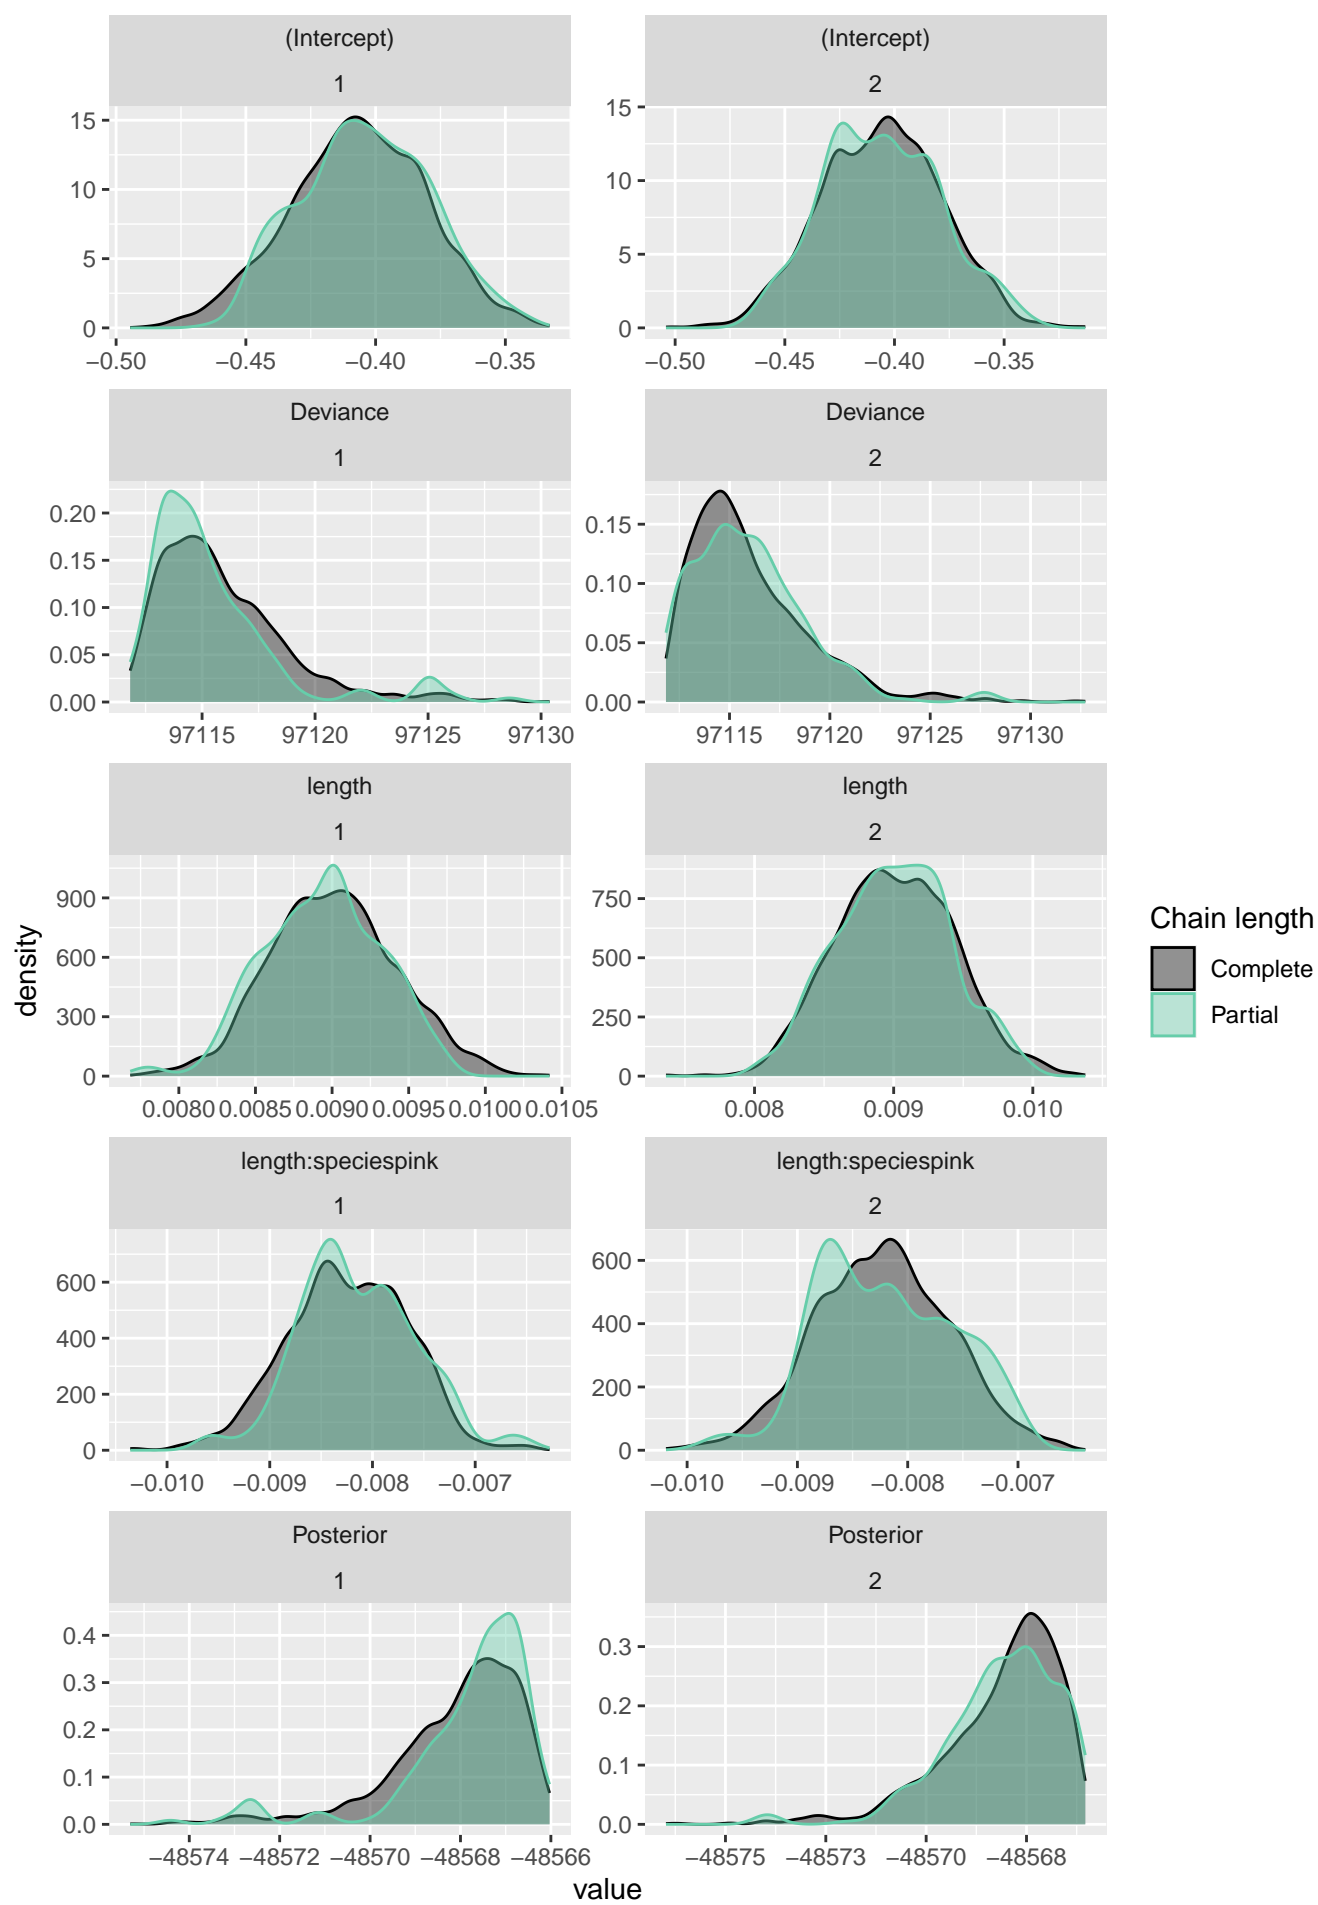 (Intercept)
1
(Intercept)
2
15
10
5
0
−0.50 −0.45 −0.40 −0.35
15
10
5
0
−0.50 −0.45 −0.40 −0.35
Deviance
1
Deviance
2
0.20
0.15
0.10
0.05
0.00
97115 97120 97125 97130
0.15
0.10
0.05
0.00
97115 97120 97125 97130
length
1
length
2
900
600
300
0
0.0080 0.0085 0.0090 0.0095 0.0100 0.0105
750
500
250
0
0.008 0.009 0.010
length:speciespink
1
length:speciespink
2
600
400
200
0
−0.010 −0.009 −0.008 −0.007
600
400
200
0
−0.010 −0.009 −0.008 −0.007
Posterior
1
Posterior
2
0.4
0.3
0.2
0.1
0.0
−48574 −48572 −48570 −48568 −48566
0.3
0.2
0.1
0.0
−48575 −48573 −48570 −48568
density
value
Chain length
Complete
Partial